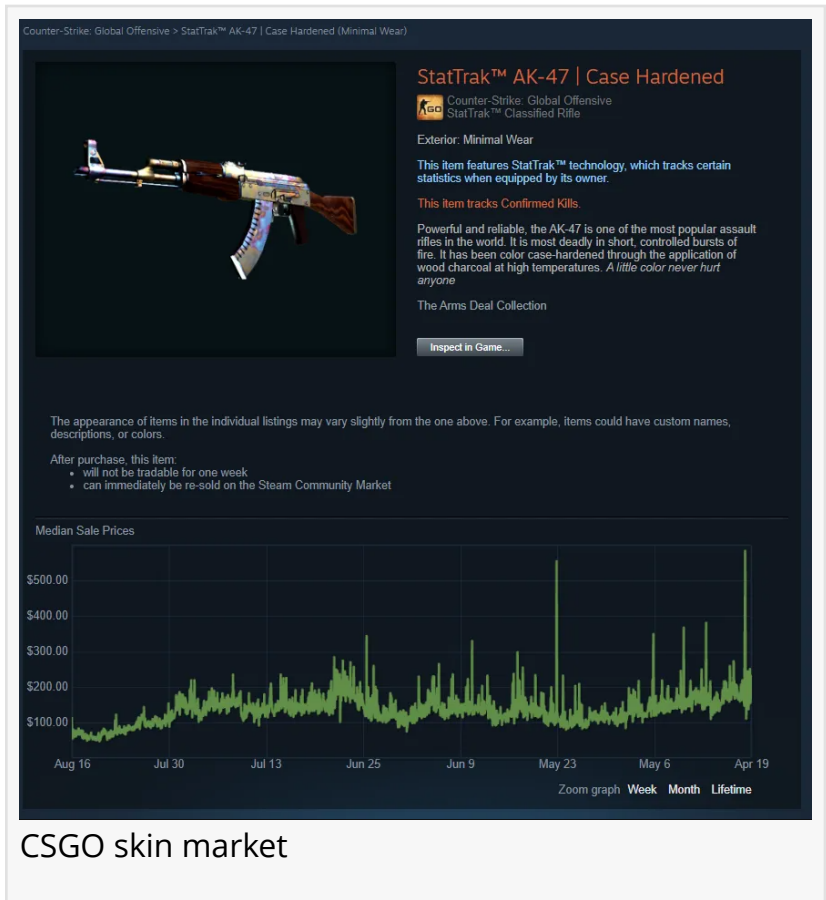 Counter-Strike: Global Offensive > StatTrak™ AK-47 | Case Hardened (Minimal Wear)
StatTrak™ AK-47 | Case Hardened
GO
Counter-Strike: Global Offensive
StatTrak™ Classified Rifle
Exterior: Minimal Wear
This item features StatTrak™ technology, which tracks certain
statistics when equipped by its owner.
This item tracks Confirmed Kills.
Powerful and reliable, the AK-47 is one of the most popular assault
rifles in the world. It is most deadly in short, controlled bursts of
fire. It has been color case-hardened through the application of
wood charcoal at high temperatures. A little color never hurt
anyone
The Arms Deal Collection
Inspect in Game...
The appearance of items in the individual listings may vary slightly from the one above. For example, items could have custom names,
descriptions, or colors.
After purchase, this item:
• will not be tradable for one week
• can immediately be re-sold on the Steam Community Market
Median Sale Prices
$500.00
$400.00
$300.00
$200.00
$100.00
Aug 16 Jul 30 Jul 13 Jun 25 Jun 9 May 23 May 6 Apr 19
Zoom graph Week Month Lifetime
CSGO skin market